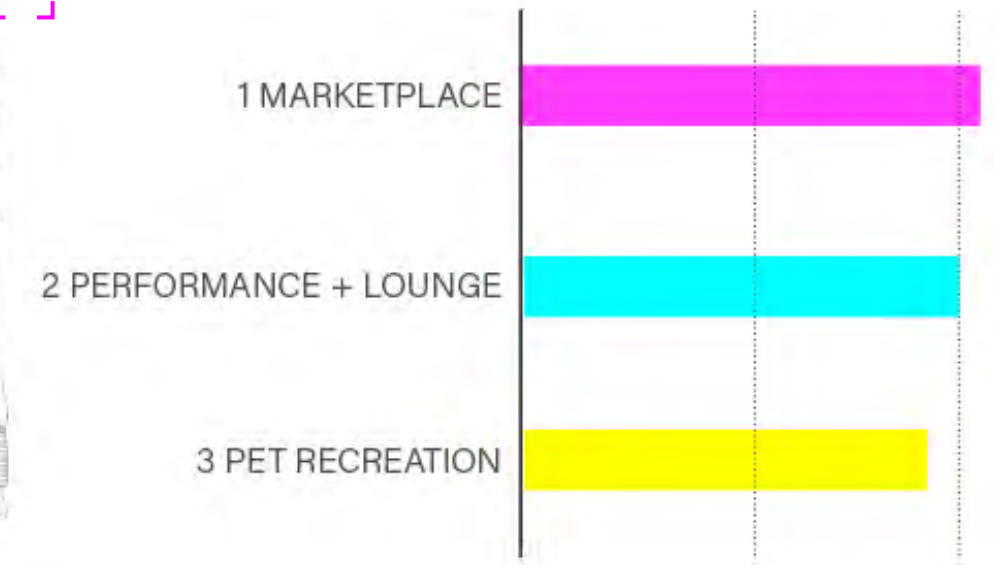 1 MARKETPLACE
2 PERFORMANCE + LOUNGE
3 PET RECREATION